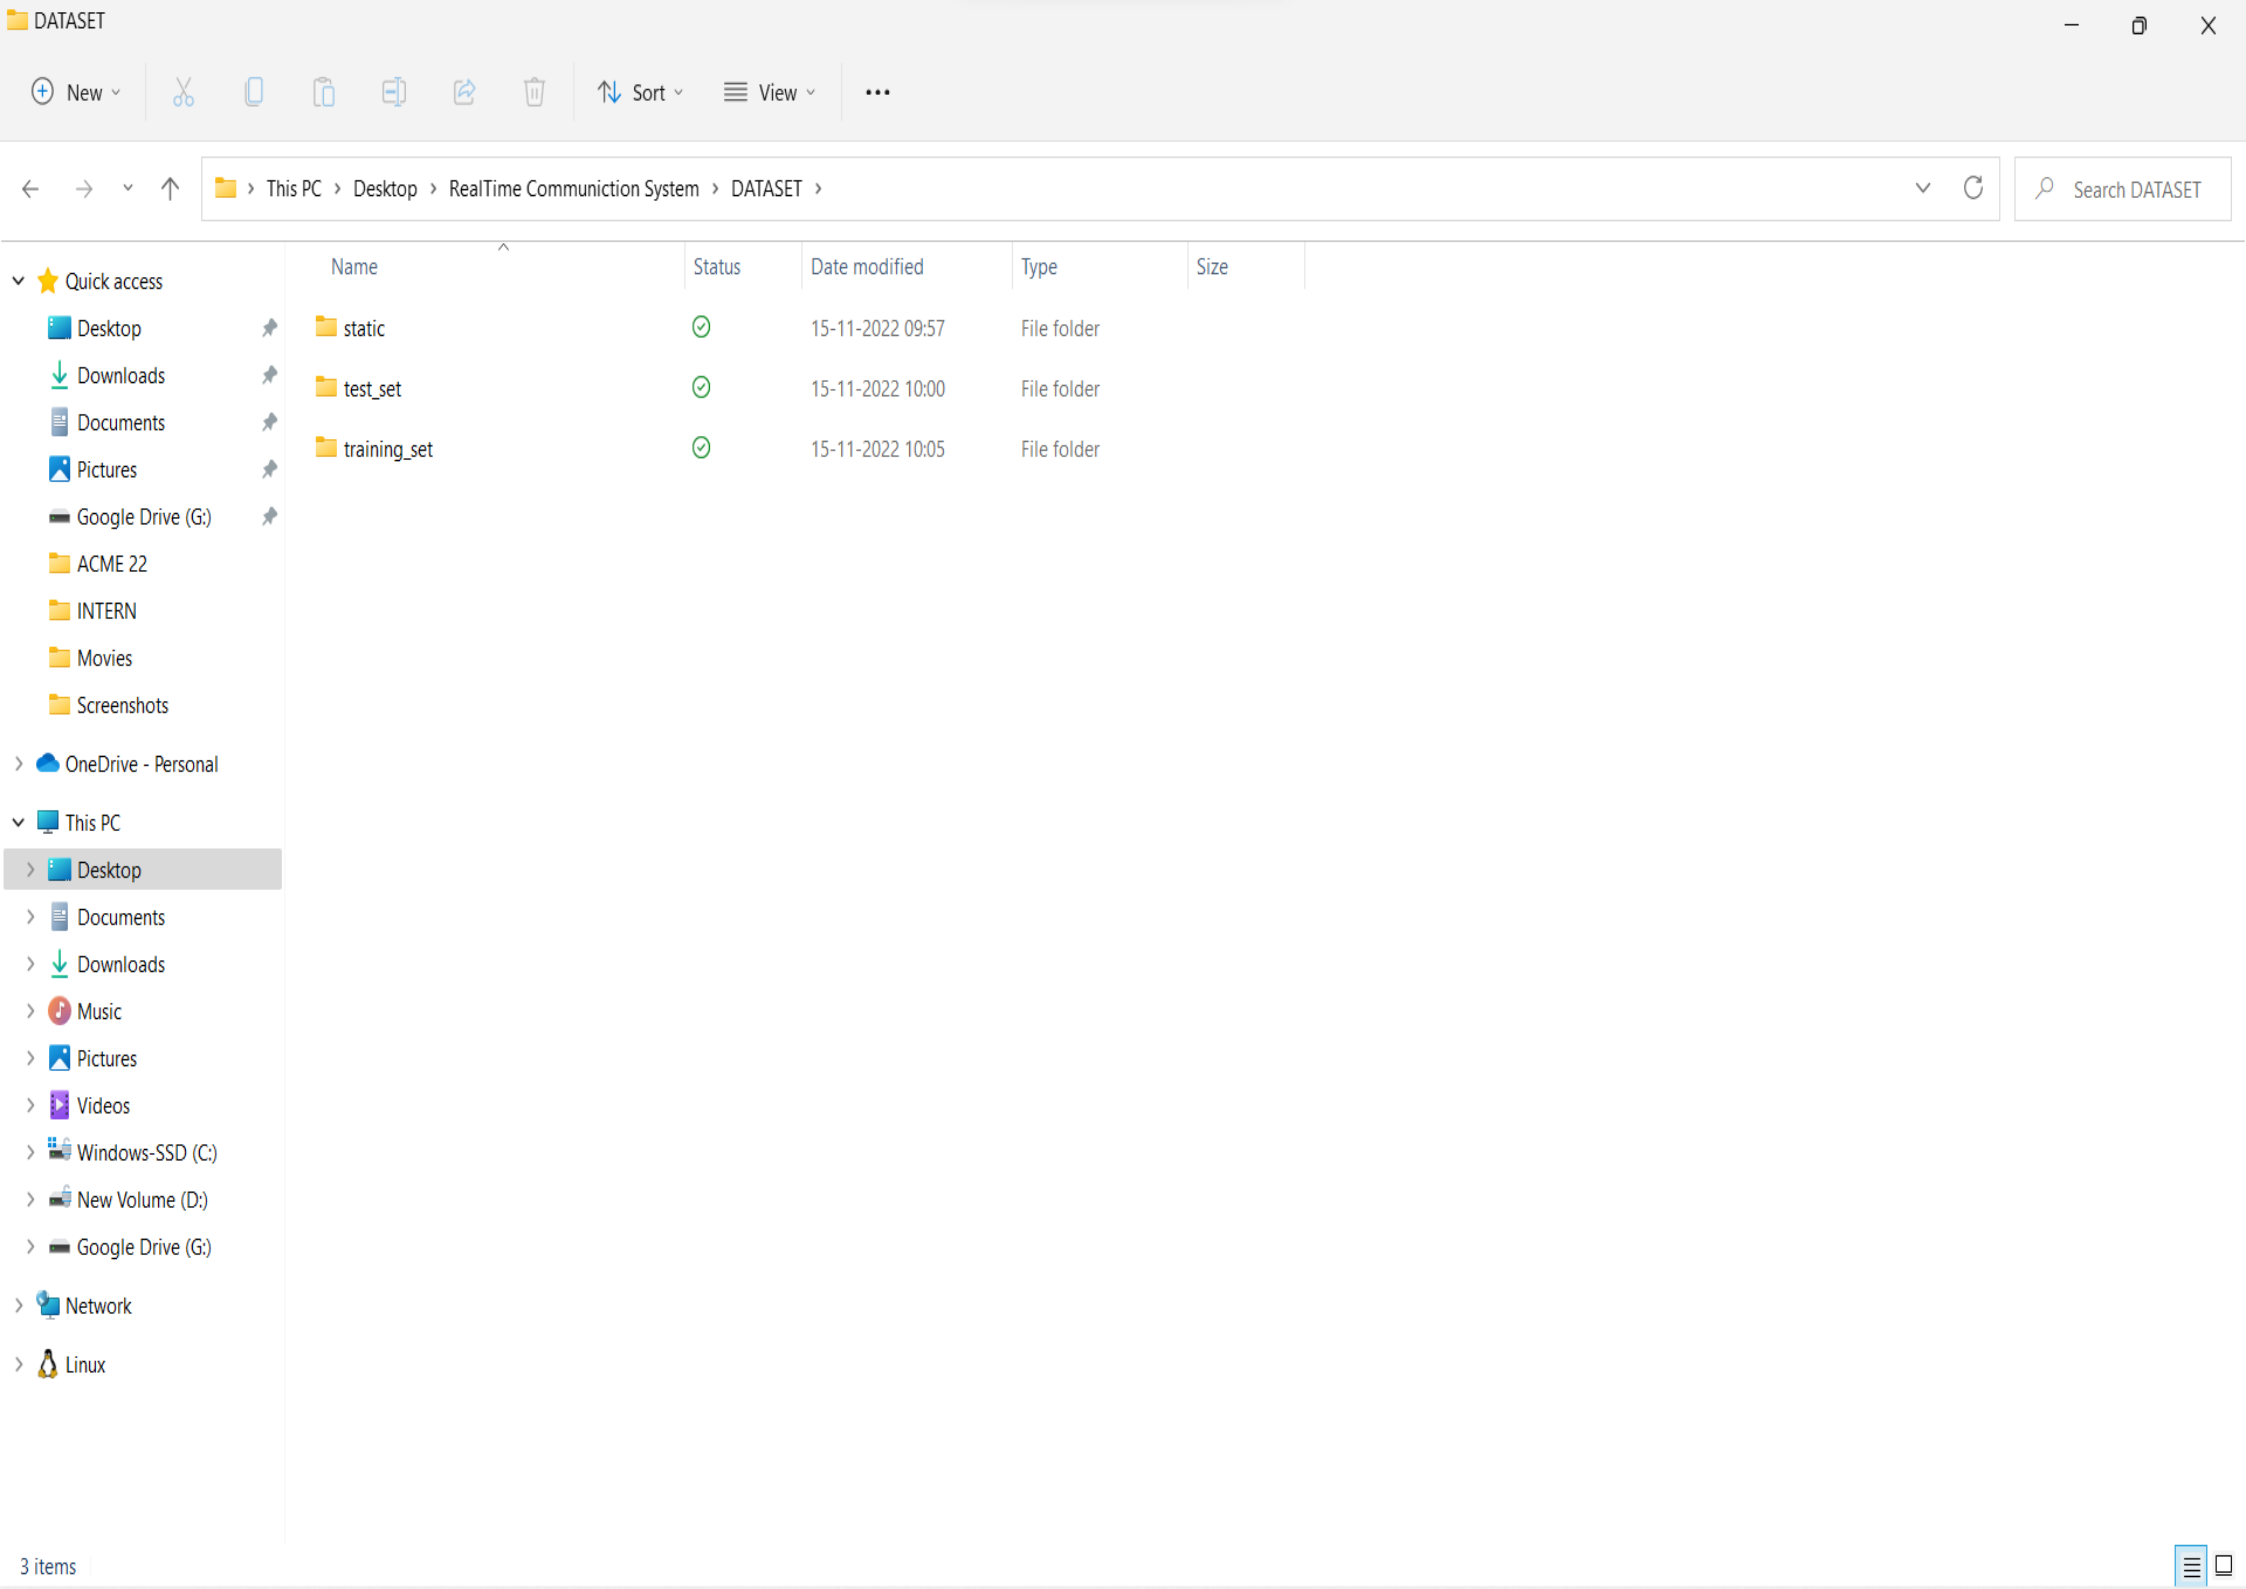 DATASET
New
Sort
View
This PC > Desktop > RealTime Communiction System > DATASET >
Search DATASET
Name Status Date modified Type Size
static 15-11-2022 09:57 File folder
test_set 15-11-2022 10:00 File folder
training_set 15-11-2022 10:05 File folder
Quick access
Desktop
Downloads
Documents
Pictures
Google Drive (G:)
ACME 22
INTERN
Movies
Screenshots
OneDrive - Personal
This PC
Desktop
Documents
Downloads
Music
Pictures
Videos
Windows-SSD (C:)
New Volume (D:)
Google Drive (G:)
Network
Linux
3 items